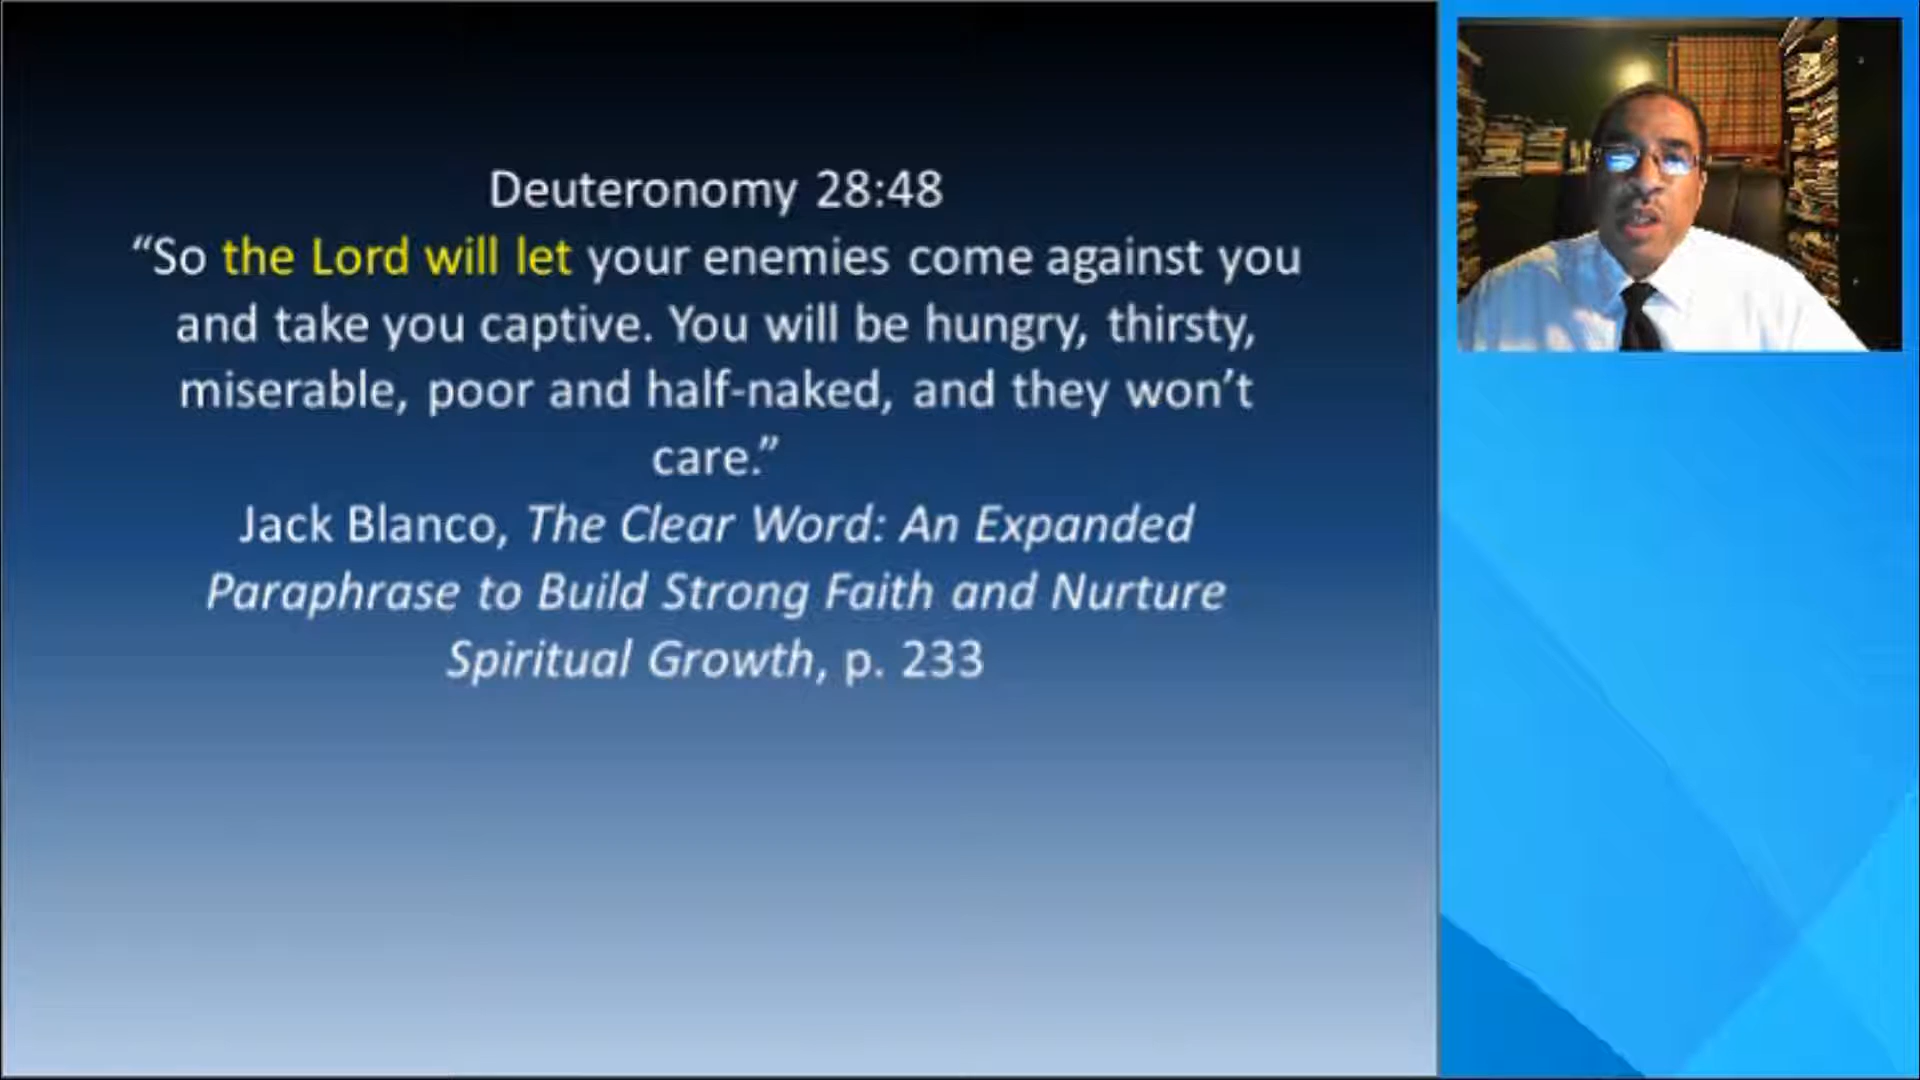 Deuteronomy 28:48
“So the Lord will let your enemies come against you
and take you captive. You will be hungry, thirsty,
miserable, poor and half-naked, and they won’t
care.”
Jack Blanco, The Clear Word: An Expanded
Paraphrase to Build Strong Faith and Nurture
Spiritual Growth, p. 233